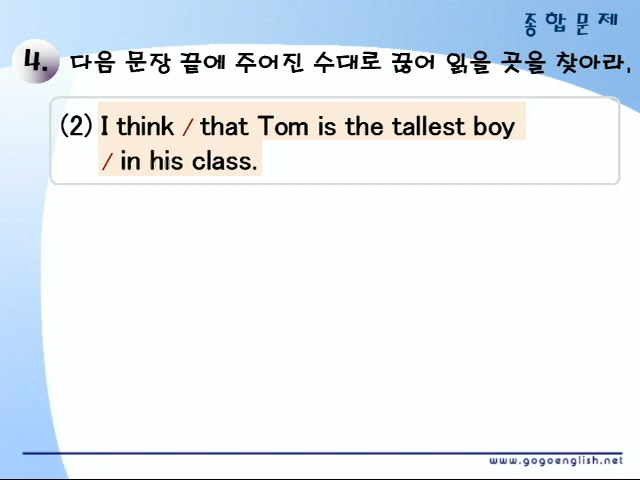 종합문제
4. 다음 문장 끝에 주어진 수대로 끊어 읽을 곳을 찾아라.
(2) I think / that Tom is the tallest boy
/ in his class.
www.gogoenglish.net